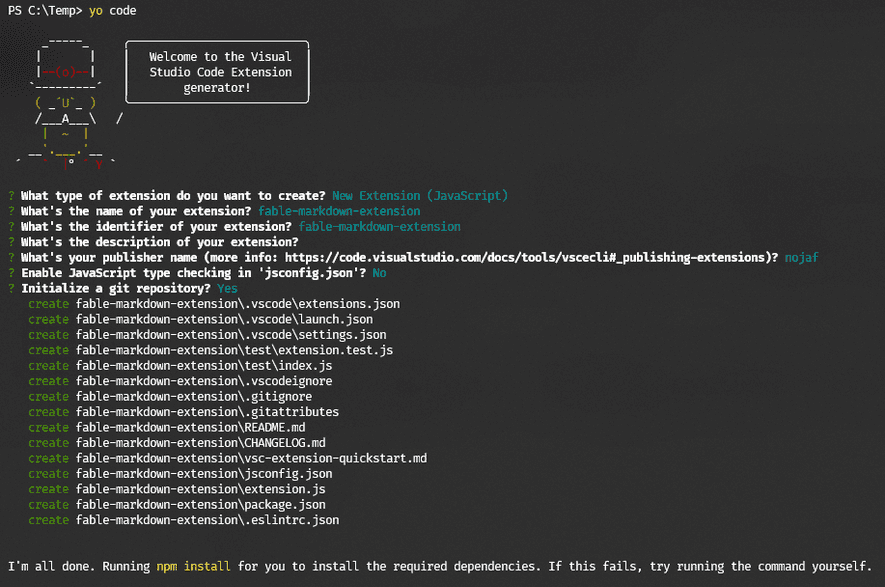 PS C:\Temp> yo code
Welcome to the Visual
Studio Code Extension
generator!
? What type of extension do you want to create? New Extension (JavaScript)
? What's the name of your extension? fable-markdown-extension
? What's the identifier of your extension? fable-markdown-extension
? What's the description of your extension?
? What's your publisher name (more info: https://code.visualstudio.com/docs/tools/vscecli#_publishing-extensions)? nojaf
? Enable JavaScript type checking in 'jsconfig.json'? No
? Initialize a git repository? Yes
create fable-markdown-extension\.vscode\extensions.json
create fable-markdown-extension\.vscode\launch.json
create fable-markdown-extension\.vscode\settings.json
create fable-markdown-extension\test\extension.test.js
create fable-markdown-extension\test\index.js
create fable-markdown-extension\.vscodeignore
create fable-markdown-extension\.gitignore
create fable-markdown-extension\.gitattributes
create fable-markdown-extension\README.md
create fable-markdown-extension\CHANGELOG.md
create fable-markdown-extension\vsc-extension-quickstart.md
create fable-markdown-extension\jsconfig.json
create fable-markdown-extension\extension.js
create fable-markdown-extension\package.json
create fable-markdown-extension\.eslintrc.json
I'm all done. Running npm install for you to install the required dependencies. If this fails, try running the command yourself.